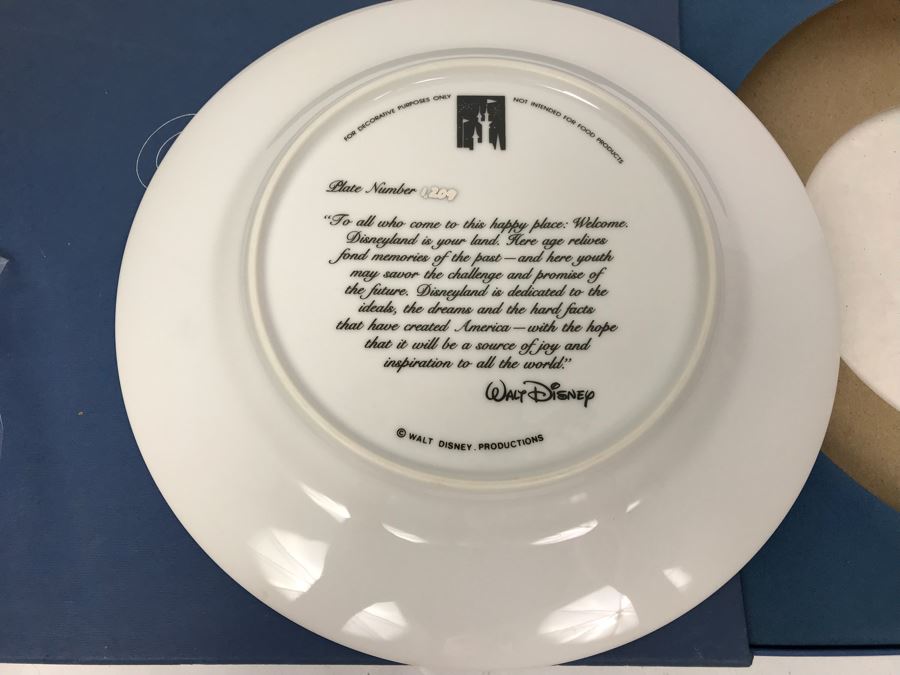 FOR DECORATIVE PURPOSES ONLY
NOT INTENDED FOR FOOD PRODUCTS
Plate Number 1,209
“To all who come to this happy place: Welcome.
Disneyland is your land. Here age relives
fond memories of the past—and here youth
may savor the challenge and promise of
the future. Disneyland is dedicated to the
ideals, the dreams and the hard facts
that have created America—with the hope
that it will be a source of joy and
inspiration to all the world.”
WALT DISNEY
© WALT DISNEY PRODUCTIONS